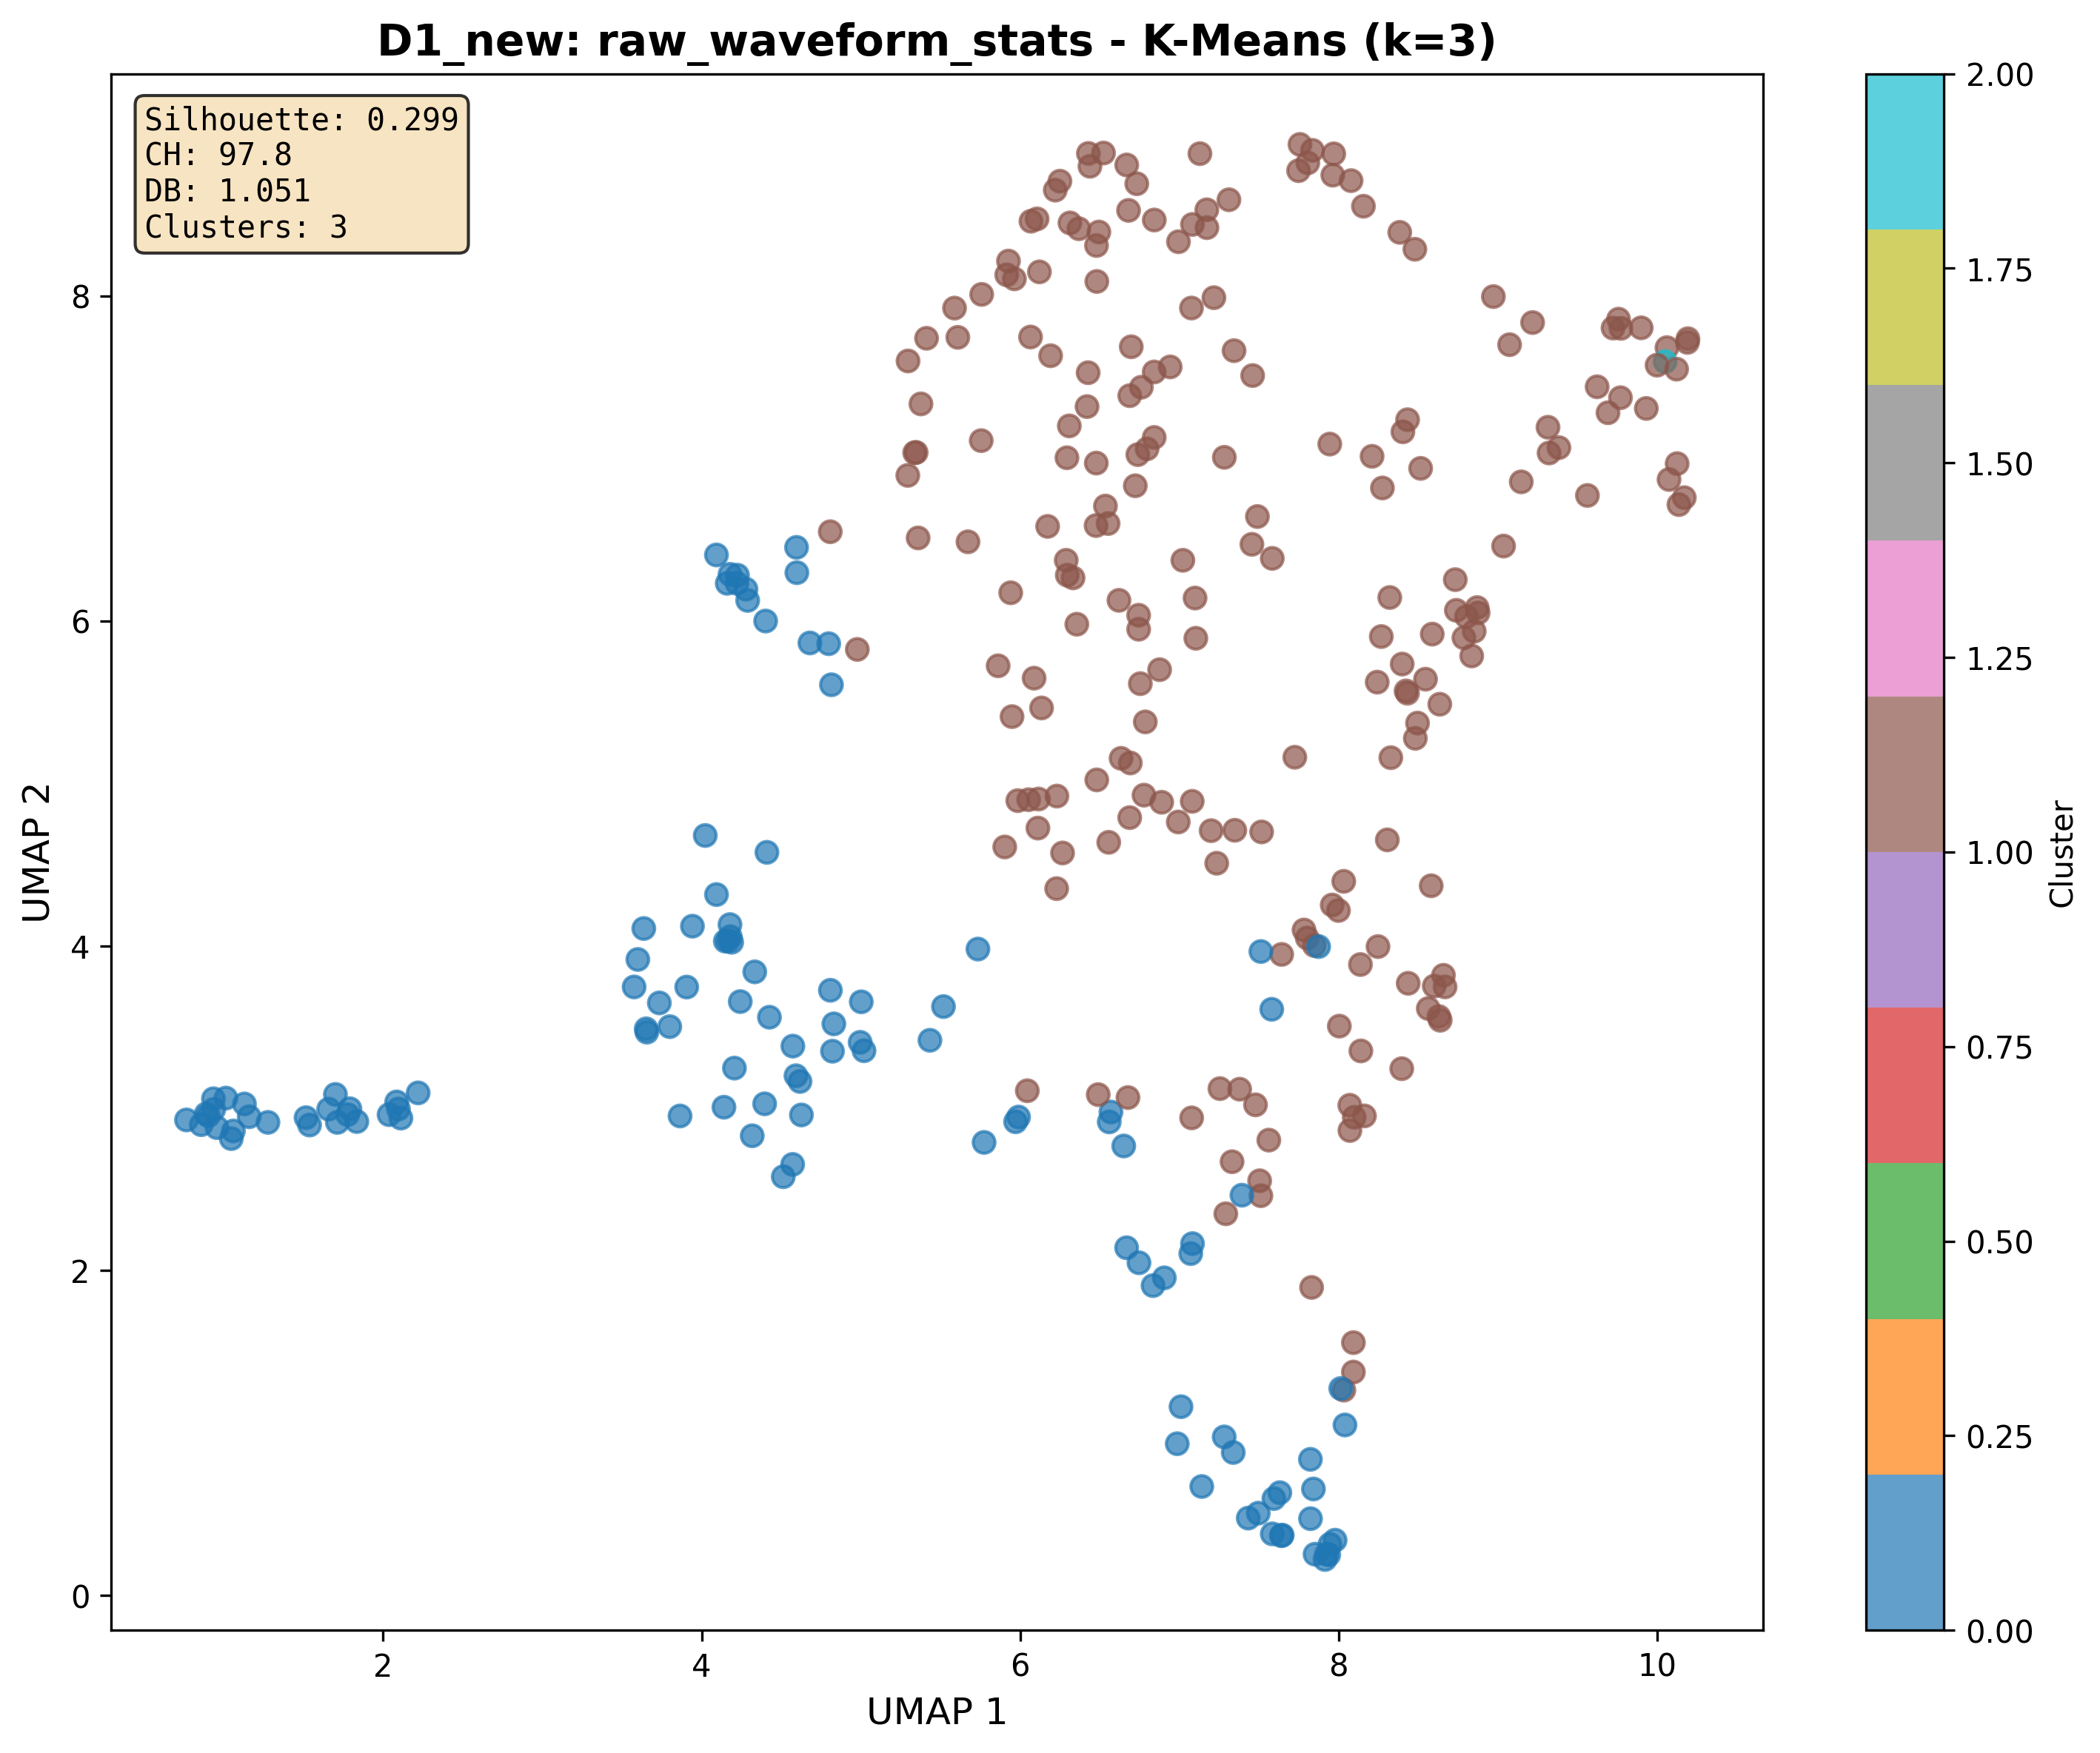 D1_new: raw_waveform_stats - K-Means (k=3)
Silhouette: 0.299
CH: 97.8
DB: 1.051
Clusters: 3
UMAP 2
8
6
4
2
0
2 4 6 8 10
UMAP 1
2.00
1.75
1.50
1.25
1.00
0.75
0.50
0.25
0.00
Cluster